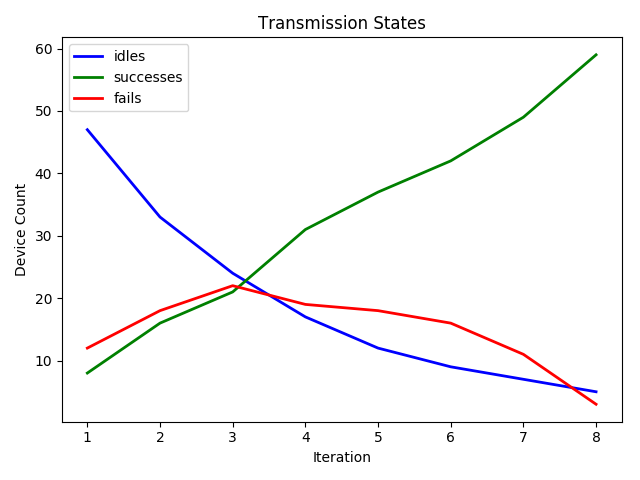 Transmission States
idles
successes
fails
60
50
40
30
20
10
Device Count
1 2 3 4 5 6 7 8
Iteration